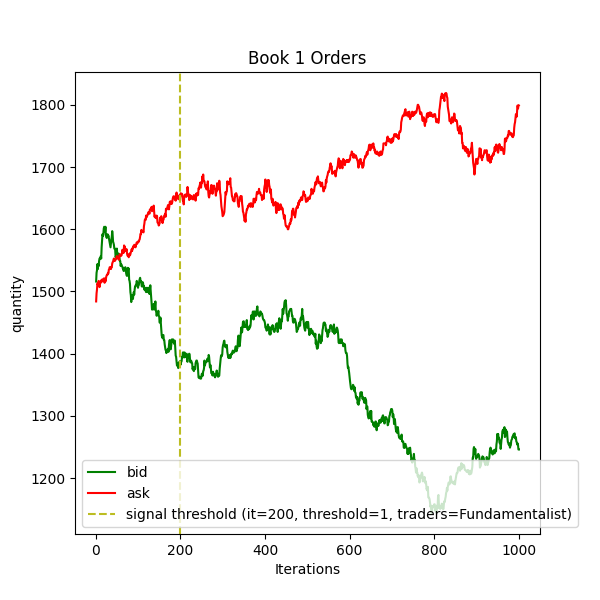 Book 1 Orders
1800
1700
1600
1500
1400
1300
1200
quantity
bid
ask
signal threshold (it=200, threshold=1, traders=Fundamentalist)
0 200 400 600 800 1000
Iterations